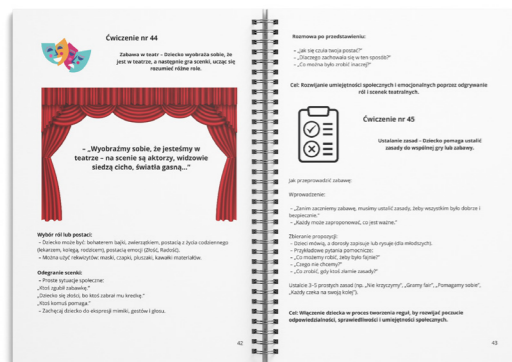 Ćwiczenie nr 44
Zabawa w teatr – Dziecko wyobraża sobie, że
jest w teatrze, a następnie gra scenki, ucząc się
rozumieć różne role.
– „Wyobraźmy sobie, że jesteśmy w
teatrze – na scenie są aktorzy, widzowie
siedzą cicho, światła gasną...”
Wybór ról lub postaci:
– Dziecko może być: bohaterem bajki, zwierzęciem, postacią z życia codziennego
(lekarzem, kolegą, rodzicem), postacią emocji (Złość, Radość).
– Można użyć rekwizytów: maski, czapki, pluszaki, kawałki materiałów.
Odegranie scenki:
– Proste sytuacje społeczne:
„Ktoś zgubił zabawkę.”
„Dziecko się złości, bo ktoś zabrał mu kredkę.”
„Ktoś komuś pomaga.”
– Zachęcaj dziecko do ekspresji mimiki, gestów i głosu.
42
Rozmowa po przedstawieniu:
– „Jak się czuła twoja postać?”
– „Dlaczego zachowała się w ten sposób?”
– „Co można było zrobić inaczej?”
Cel: Rozwijanie umiejętności społecznych i emocjonalnych poprzez odgrywanie
ról i scenek teatralnych.
Ćwiczenie nr 45
Ustalanie zasad – Dziecko pomaga ustalić
zasady do wspólnej gry lub zabawy.
Jak przeprowadzić zabawę:
Wprowadzenie:
– „Zanim zaczniemy zabawę, musimy ustalić zasady, żeby wszystkim było dobrze i
bezpiecznie.”
– „Każdy może zaproponować, co jest ważne.”
Zbieranie propozycji:
– Dzieci mówią, a dorosły zapisuje lub rysuje (dla młodszych).
– Przykładowe pytania pomocnicze:
– „Co możemy robić, żeby było fajnie?”
– „Czego nie chcemy?”
– „Co zrobić, gdy ktoś złamie zasady?”
Ustalcie 3–5 prostych zasad (np. „Nie krzyczymy”, „Gramy fair”, „Pomagamy sobie”,
„Każdy czeka na swoją kolej”).
Cel: Włączenie dziecka w proces tworzenia reguł, by rozwijać poczucie
odpowiedzialności, sprawiedliwości i umiejętności społecznych.
43